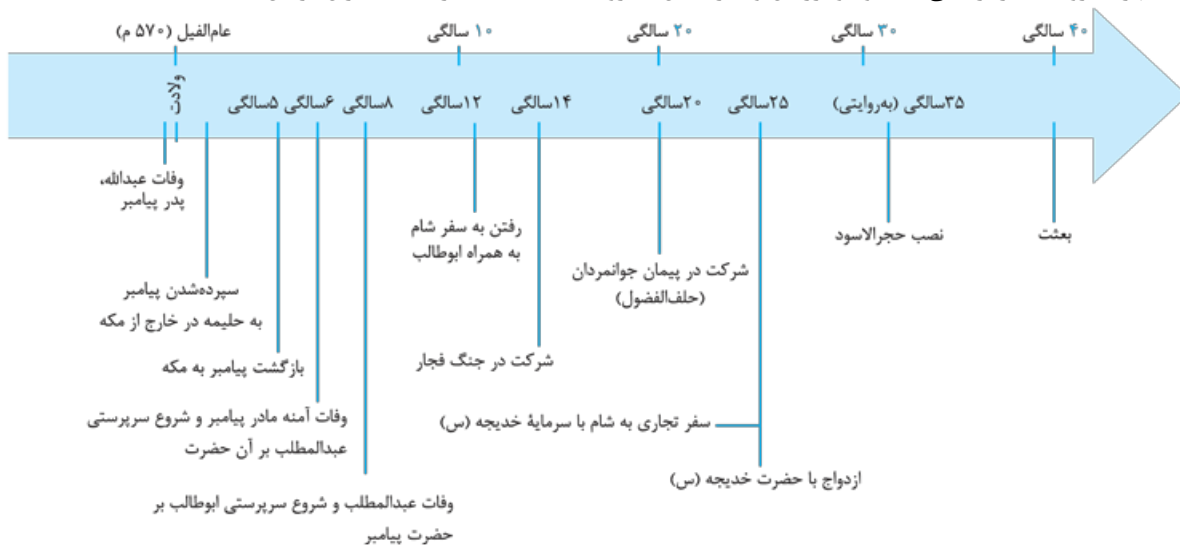 عام‌الفیل (۵۷۰ م)
۱۰ سالگی
۲۰ سالگی
۳۰ سالگی
۴۰ سالگی
ولادت
۵سالگی
۶سالگی
۸سالگی
۱۲سالگی
۱۴سالگی
۲۰سالگی
۲۵سالگی
۳۵سالگی (به‌روایتی)
وفات عبدالله،
پدر پیامبر
سپرده‌شدن پیامبر
به حلیمه در خارج از مکه
بازگشت پیامبر به مکه
وفات آمنه مادر پیامبر و شروع سرپرستی
عبدالمطلب بر آن حضرت
وفات عبدالمطلب و شروع سرپرستی ابوطالب بر
حضرت پیامبر
رفتن به سفر شام
به همراه ابوطالب
شرکت در جنگ فجار
شرکت در پیمان جوانمردان
(حلف‌الفضول)
سفر تجاری به شام با سرمایهٔ خدیجه (س)
ازدواج با حضرت خدیجه (س)
نصب حجرالاسود
بعثت